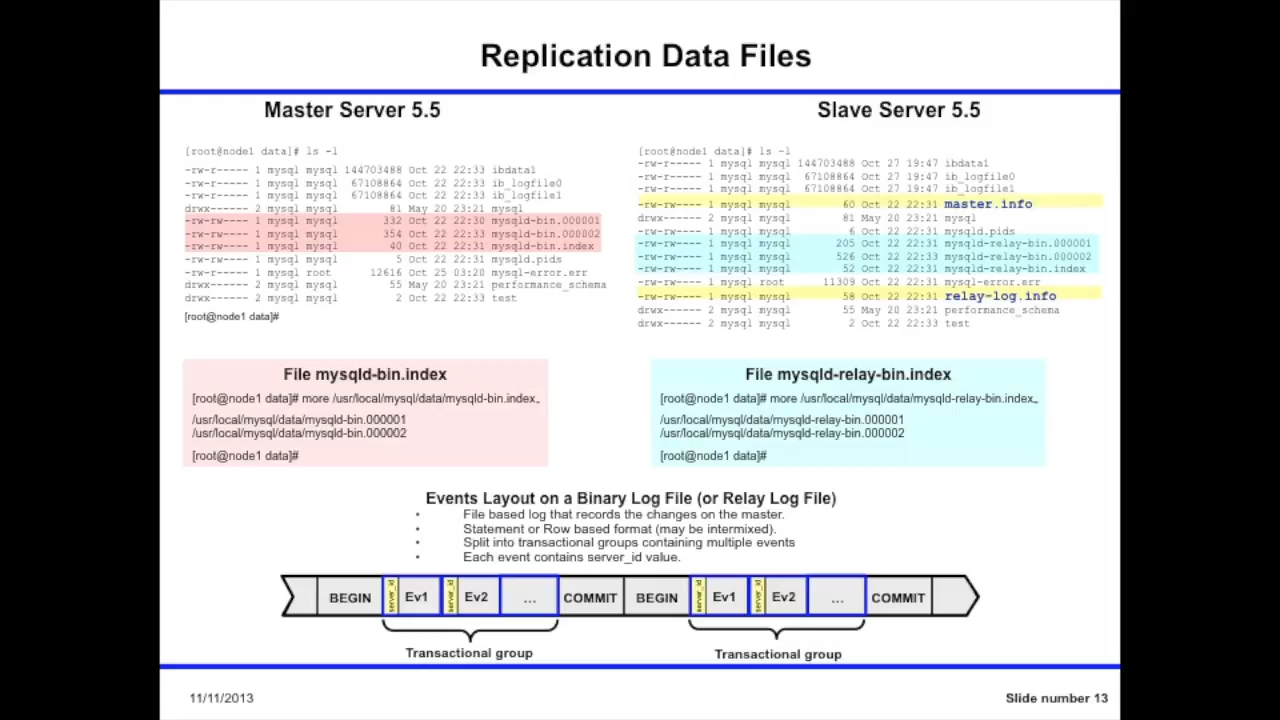 Replication Data Files
Master Server 5.5
[root@node1 data]# ls -l
-rw-r----- 1 mysql mysql 144703488 Oct 22 22:33 ibdata1
-rw-r----- 1 mysql mysql 67108864 Oct 22 22:33 ib_logfile0
-rw-r----- 1 mysql mysql 67108864 Oct 22 22:33 ib_logfile1
drwx------ 2 mysql mysql 81 May 20 23:21 mysql
-rw-rw---- 1 mysql mysql 332 Oct 22 22:30 mysqld-bin.000001
-rw-rw---- 1 mysql mysql 354 Oct 22 22:33 mysqld-bin.000002
-rw-rw---- 1 mysql mysql 40 Oct 22 22:31 mysqld-bin.index
-rw-rw---- 1 mysql mysql 5 Oct 22 22:31 mysqld.pids
-rw-r----- 1 mysql root 12616 Oct 25 03:20 mysql-error.err
drwx------ 2 mysql mysql 55 May 20 23:21 performance_schema
drwx------ 2 mysql mysql 2 Oct 22 22:33 test
[root@node1 data]#
Slave Server 5.5
[root@node1 data]# ls -l
-rw-r----- 1 mysql mysql 144703488 Oct 27 19:47 ibdata1
-rw-r----- 1 mysql mysql 67108864 Oct 27 19:47 ib_logfile0
-rw-r----- 1 mysql mysql 67108864 Oct 27 19:47 ib_logfile1
-rw-rw---- 1 mysql mysql 60 Oct 22 22:31 master.info
drwx------ 2 mysql mysql 81 May 20 23:21 mysql
-rw-rw---- 1 mysql mysql 6 Oct 22 22:31 mysqld.pids
-rw-rw---- 1 mysql mysql 205 Oct 22 22:31 mysqld-relay-bin.000001
-rw-rw---- 1 mysql mysql 526 Oct 22 22:33 mysqld-relay-bin.000002
-rw-rw---- 1 mysql mysql 52 Oct 22 22:31 mysqld-relay-bin.index
-rw-r----- 1 mysql root 11309 Oct 22 22:31 mysql-error.err
-rw-rw---- 1 mysql mysql 58 Oct 22 22:31 relay-log.info
drwx------ 2 mysql mysql 55 May 20 23:21 performance_schema
drwx------ 2 mysql mysql 2 Oct 22 22:33 test
File mysqld-bin.index
[root@node1 data]# more /usr/local/mysql/data/mysqld-bin.index_
/usr/local/mysql/data/mysqld-bin.000001
/usr/local/mysql/data/mysqld-bin.000002
[root@node1 data]#
File mysqld-relay-bin.index
[root@node1 data]# more /usr/local/mysql/data/mysqld-relay-bin.index_
/usr/local/mysql/data/mysqld-relay-bin.000001
/usr/local/mysql/data/mysqld-relay-bin.000002
[root@node1 data]#
Events Layout on a Binary Log File (or Relay Log File)
• File based log that records the changes on the master.
• Statement or Row based format (may be intermixed).
• Split into transactional groups containing multiple events
• Each event contains server_id value.
BEGIN server_id Ev1 server_id Ev2 ... COMMIT BEGIN server_id Ev1 server_id Ev2 ... COMMIT
Transactional group Transactional group
11/11/2013 Slide number 13